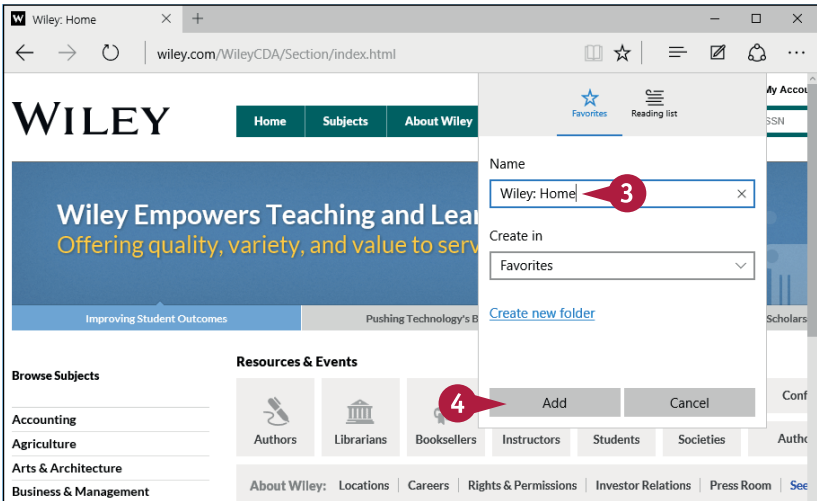 W Wiley: Home
wiley.com/WileyCDA/Section/index.html
WILEY
Home Subjects About Wiley
My Accou
SSN
Favorites Reading list
Name
Wiley: Home
3
Create in
Favorites
Create new folder
4
Add Cancel
Wiley Empowers Teaching and Lear
Offering quality, variety, and value to serv
Improving Student Outcomes Pushing Technology's B Scholars
Browse Subjects
Accounting
Agriculture
Arts & Architecture
Business & Management
Resources & Events
Authors Librarians Booksellers Instructors Students Societies
Conf
Autho
About Wiley: Locations Careers Rights & Permissions Investor Relations Press Room See